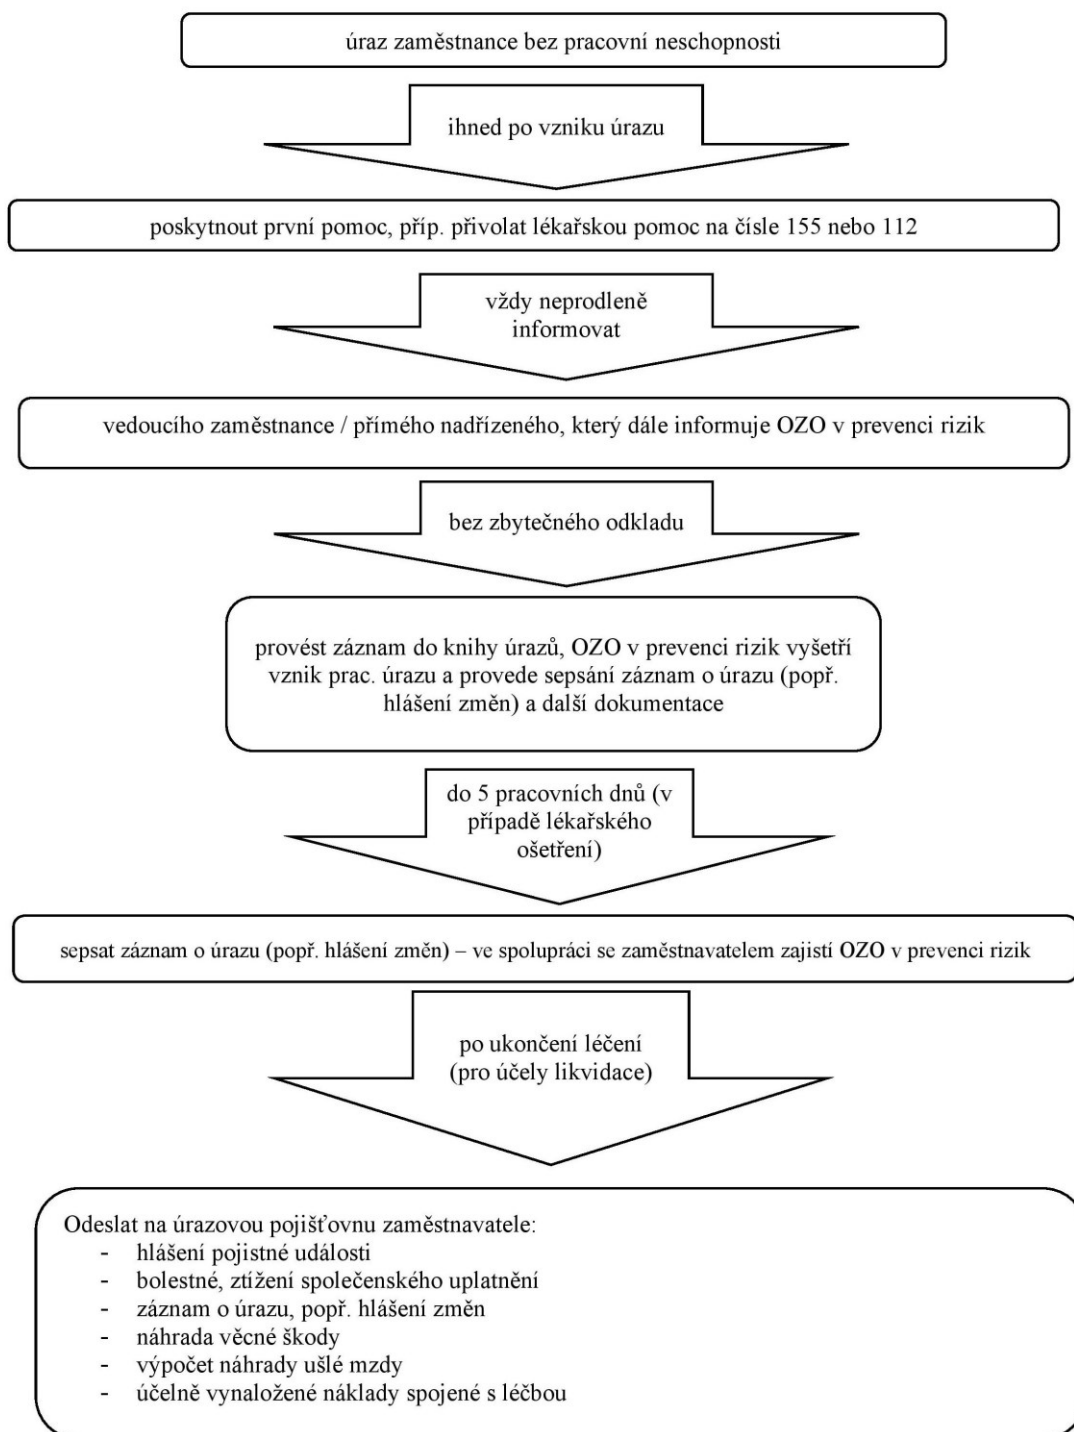 úraz zaměstnance bez pracovní neschopnosti
ihned po vzniku úrazu
poskytnout první pomoc, příp. přivolat lékařskou pomoc na čísle 155 nebo 112
vždy neprodleně
informovat
vedoucího zaměstnance / přímého nadřízeného, který dále informuje OZO v prevenci rizik
bez zbytečného odkladu
provést záznam do knihy úrazů, OZO v prevenci rizik vyšetří
vznik prac. úrazu a provede sepsání záznam o úrazu (popř.
hlášení změn) a další dokumentace
do 5 pracovních dnů (v
případě lékařského
ošetření)
sepsat záznam o úrazu (popř. hlášení změn) – ve spolupráci se zaměstnavatelem zajistí OZO v prevenci rizik
po ukončení léčení
(pro účely likvidace)
Odeslat na úrazovou pojišťovnu zaměstnavatele:
- hlášení pojistné události
- bolestné, ztížení společenského uplatnění
- záznam o úrazu, popř. hlášení změn
- náhrada věcné škody
- výpočet náhrady ušlé mzdy
- účelně vynaložené náklady spojené s léčbou